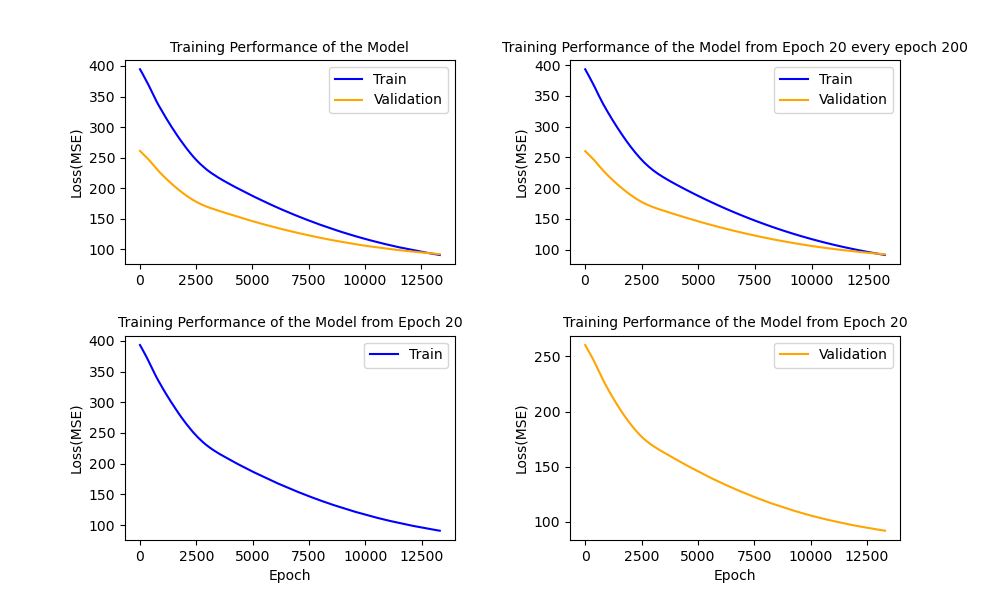 Training Performance of the Model
400
350
300
250
200
150
100
Loss(MSE)
Train
Validation
0 2500 5000 7500 10000 12500
Training Performance of the Model from Epoch 20 every epoch 200
400
350
300
250
200
150
100
Loss(MSE)
Train
Validation
0 2500 5000 7500 10000 12500
Training Performance of the Model from Epoch 20
400
350
300
250
200
150
100
Loss(MSE)
Train
0 2500 5000 7500 10000 12500
Epoch
Training Performance of the Model from Epoch 20
250
200
150
100
Loss(MSE)
Validation
0 2500 5000 7500 10000 12500
Epoch